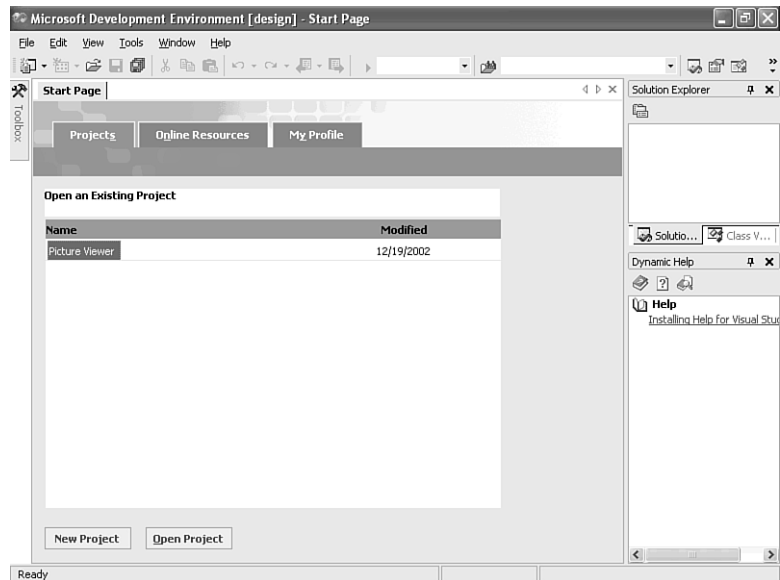 Microsoft Development Environment [design] - Start Page
File Edit View Tools Window Help
Toolbox
Start Page
Projects Online Resources My Profile
Open an Existing Project
Name Modified
Picture Viewer 12/19/2002
New Project Open Project
Solution Explorer
Solutio... Class V...
Dynamic Help
Help
Installing Help for Visual Stud
Ready